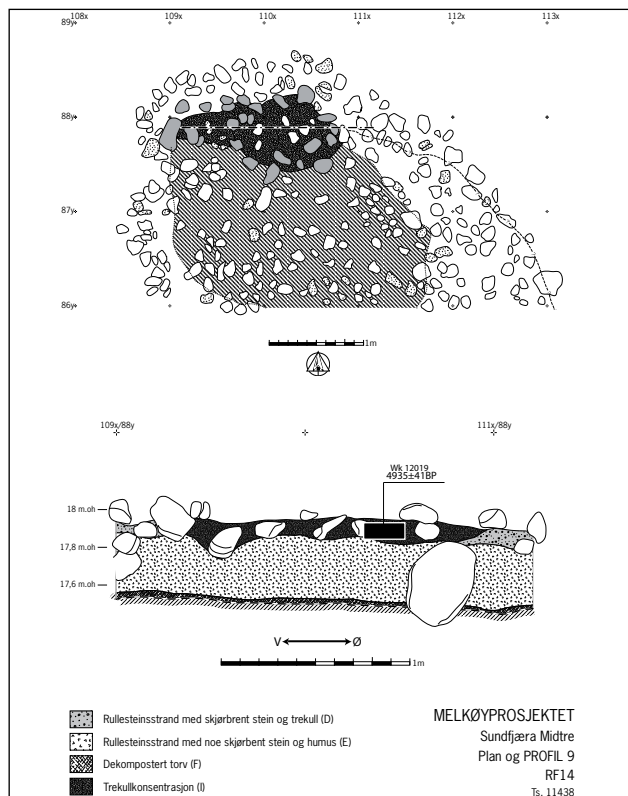 108x 109x 110x 111x 112x 113x
89y
88y
87y
86y
1m
109x/88y 111x/88y
Wk 12019
4935±41BP
18 m.oh
17,8 m.oh
17,6 m.oh
V Ø
1m
Rullesteinsstrand med skjørbrent stein og trekull (D)
Rullesteinsstrand med noe skjørbrent stein og humus (E)
Dekompostert torv (F)
Trekullkonsentrasjon (I)
MELKØYPROSJEKTET
Sundfjæra Midtre
Plan og PROFIL 9
RF14
Ts. 11438